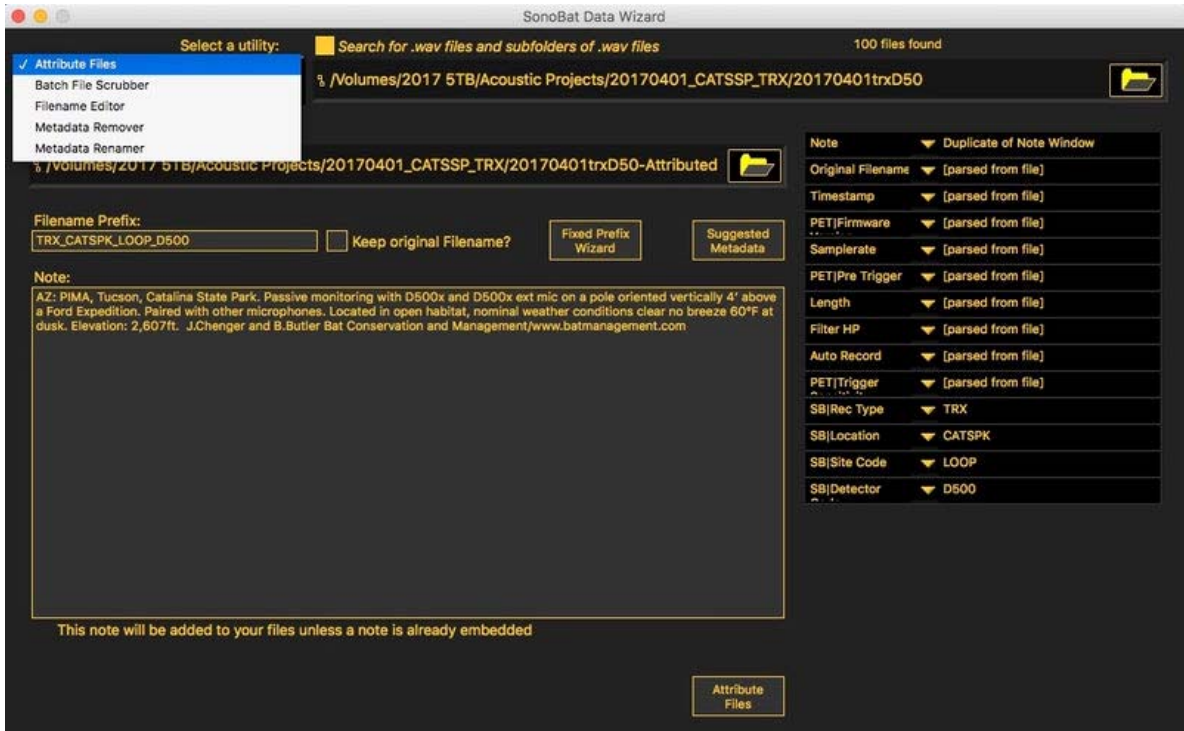 SonoBat Data Wizard
Select a utility:
Search for .wav files and subfolders of .wav files
100 files found
✓ Attribute Files
Batch File Scrubber
Filename Editor
Metadata Remover
Metadata Renamer
/Volumes/2017 5TB/Acoustic Projects/20170401_CATSSP_TRX/20170401trxD50
/Volumes/2017 5TB/Acoustic Projects/20170401_CATSSP_TRX/20170401trxD50-Attributed
Filename Prefix:
TRX_CATSPK_LOOP_D500
Keep original Filename?
Fixed Prefix
Wizard
Suggested
Metadata
Note:
AZ: PIMA, Tucson, Catalina State Park. Passive monitoring with D500x and D500x ext mic on a pole oriented vertically 4' above
a Ford Expedition. Paired with other microphones. Located in open habitat, nominal weather conditions clear no breeze 60°F at
dusk. Elevation: 2,607ft. J.Chenger and B.Butler Bat Conservation and Management/www.batmanagement.com
This note will be added to your files unless a note is already embedded
Attribute
Files
Note Duplicate of Note Window
Original Filename [parsed from file]
Timestamp [parsed from file]
PET|Firmware [parsed from file]
Samplerate [parsed from file]
PET|Pre Trigger [parsed from file]
Length [parsed from file]
Filter HP [parsed from file]
Auto Record [parsed from file]
PET|Trigger [parsed from file]
SB|Rec Type TRX
SB|Location CATSPK
SB|Site Code LOOP
SB|Detector D500